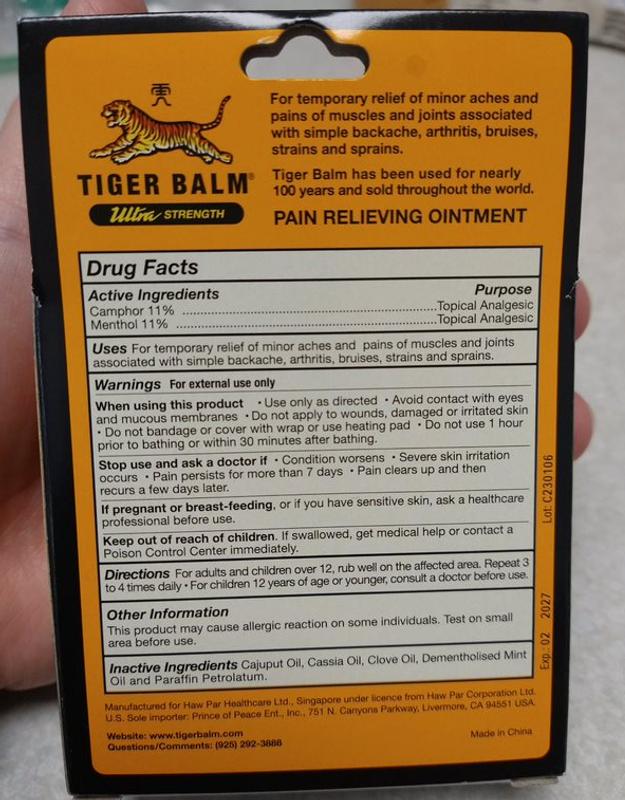 For temporary relief of minor aches and
pains of muscles and joints associated
with simple backache, arthritis, bruises,
strains and sprains.
TIGER BALM®
Ultra STRENGTH
Tiger Balm has been used for nearly
100 years and sold throughout the world.
PAIN RELIEVING OINTMENT
Drug Facts
Active Ingredients Purpose
Camphor 11% ........................................................Topical Analgesic
Menthol 11% ........................................................Topical Analgesic
Uses For temporary relief of minor aches and pains of muscles and joints
associated with simple backache, arthritis, bruises, strains and sprains.
Warnings For external use only
When using this product • Use only as directed • Avoid contact with eyes
and mucous membranes • Do not apply to wounds, damaged or irritated skin
• Do not bandage or cover with wrap or use heating pad • Do not use 1 hour
prior to bathing or within 30 minutes after bathing.
Stop use and ask a doctor if • Condition worsens • Severe skin irritation
occurs • Pain persists for more than 7 days • Pain clears up and then
recurs a few days later.
If pregnant or breast-feeding, or if you have sensitive skin, ask a healthcare
professional before use.
Keep out of reach of children. If swallowed, get medical help or contact a
Poison Control Center immediately.
Directions For adults and children over 12, rub well on the affected area. Repeat 3
to 4 times daily • For children 12 years of age or younger, consult a doctor before use.
Other Information
This product may cause allergic reaction on some individuals. Test on small
area before use.
Inactive Ingredients Cajuput Oil, Cassia Oil, Clove Oil, Dementholised Mint
Oil and Paraffin Petrolatum.
Manufactured for Haw Par Healthcare Ltd., Singapore under licence from Haw Par Corporation Ltd.
U.S. Sole importer: Prince of Peace Ent., Inc., 751 N. Canyons Parkway, Livermore, CA 94551 USA.
Website: www.tigerbalm.com
Questions/Comments: (925) 292-3888
Made in China
Lot: C230106
Exp.: 02 2027